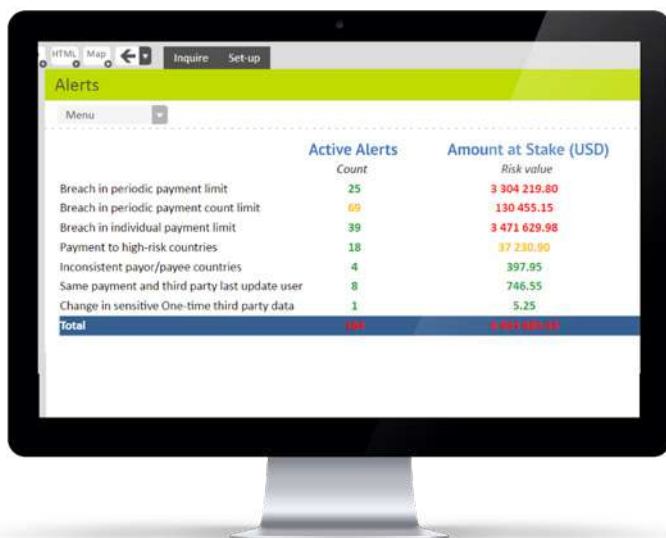 HTML Map Inquire Set-up
Alerts
Menu
Active Alerts Amount at Stake (USD)
Count Risk value
Breach in periodic payment limit 25 3 304 219.80
Breach in periodic payment count limit 69 130 455.15
Breach in individual payment limit 39 3 471 629.98
Payment to high-risk countries 18 37 230.90
Inconsistent payor/payee countries 4 397.95
Same payment and third party last update user 8 746.55
Change in sensitive One-time third party data 1 5.25
Total